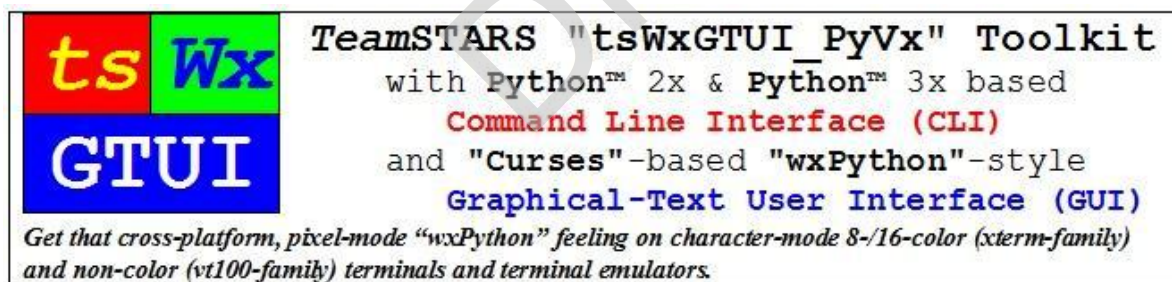 ts Wx
GTUI
TeamSTARS "tsWxGTUI_PyVx" Toolkit
with Python™ 2x & Python™ 3x based
Command Line Interface (CLI)
and "Curses"-based "wxPython"-style
Graphical-Text User Interface (GUI)
Get that cross-platform, pixel-mode “wxPython” feeling on character-mode 8-/16-color (xterm-family)
and non-color (vt100-family) terminals and terminal emulators.